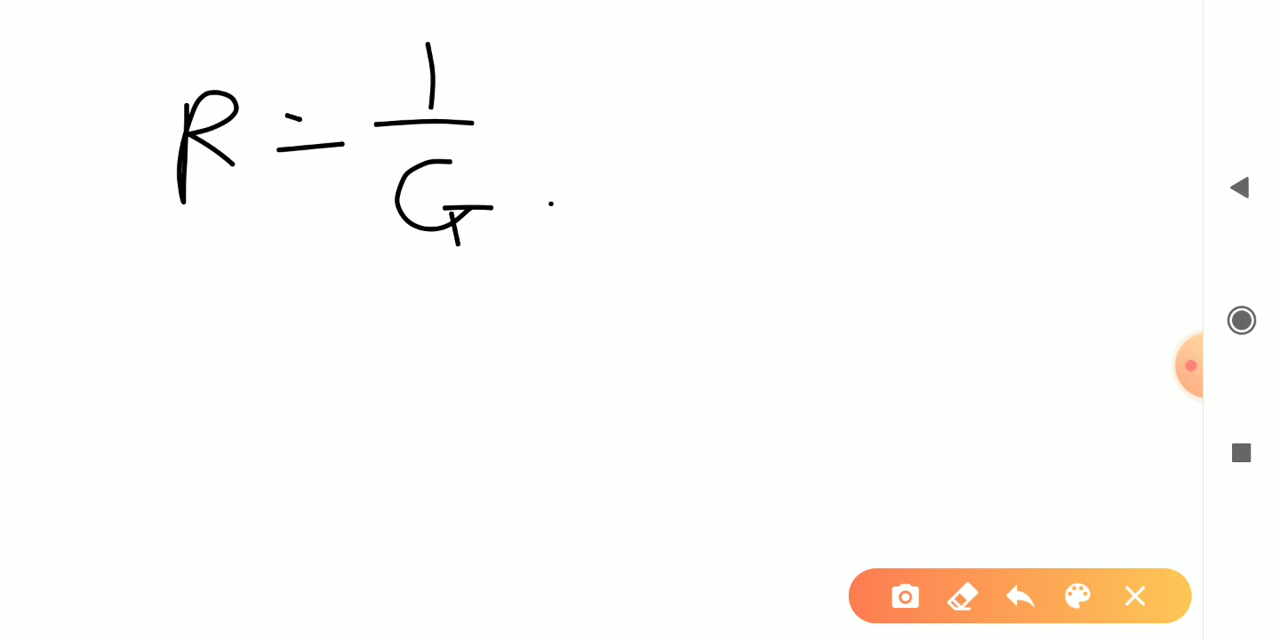 R = 1/G